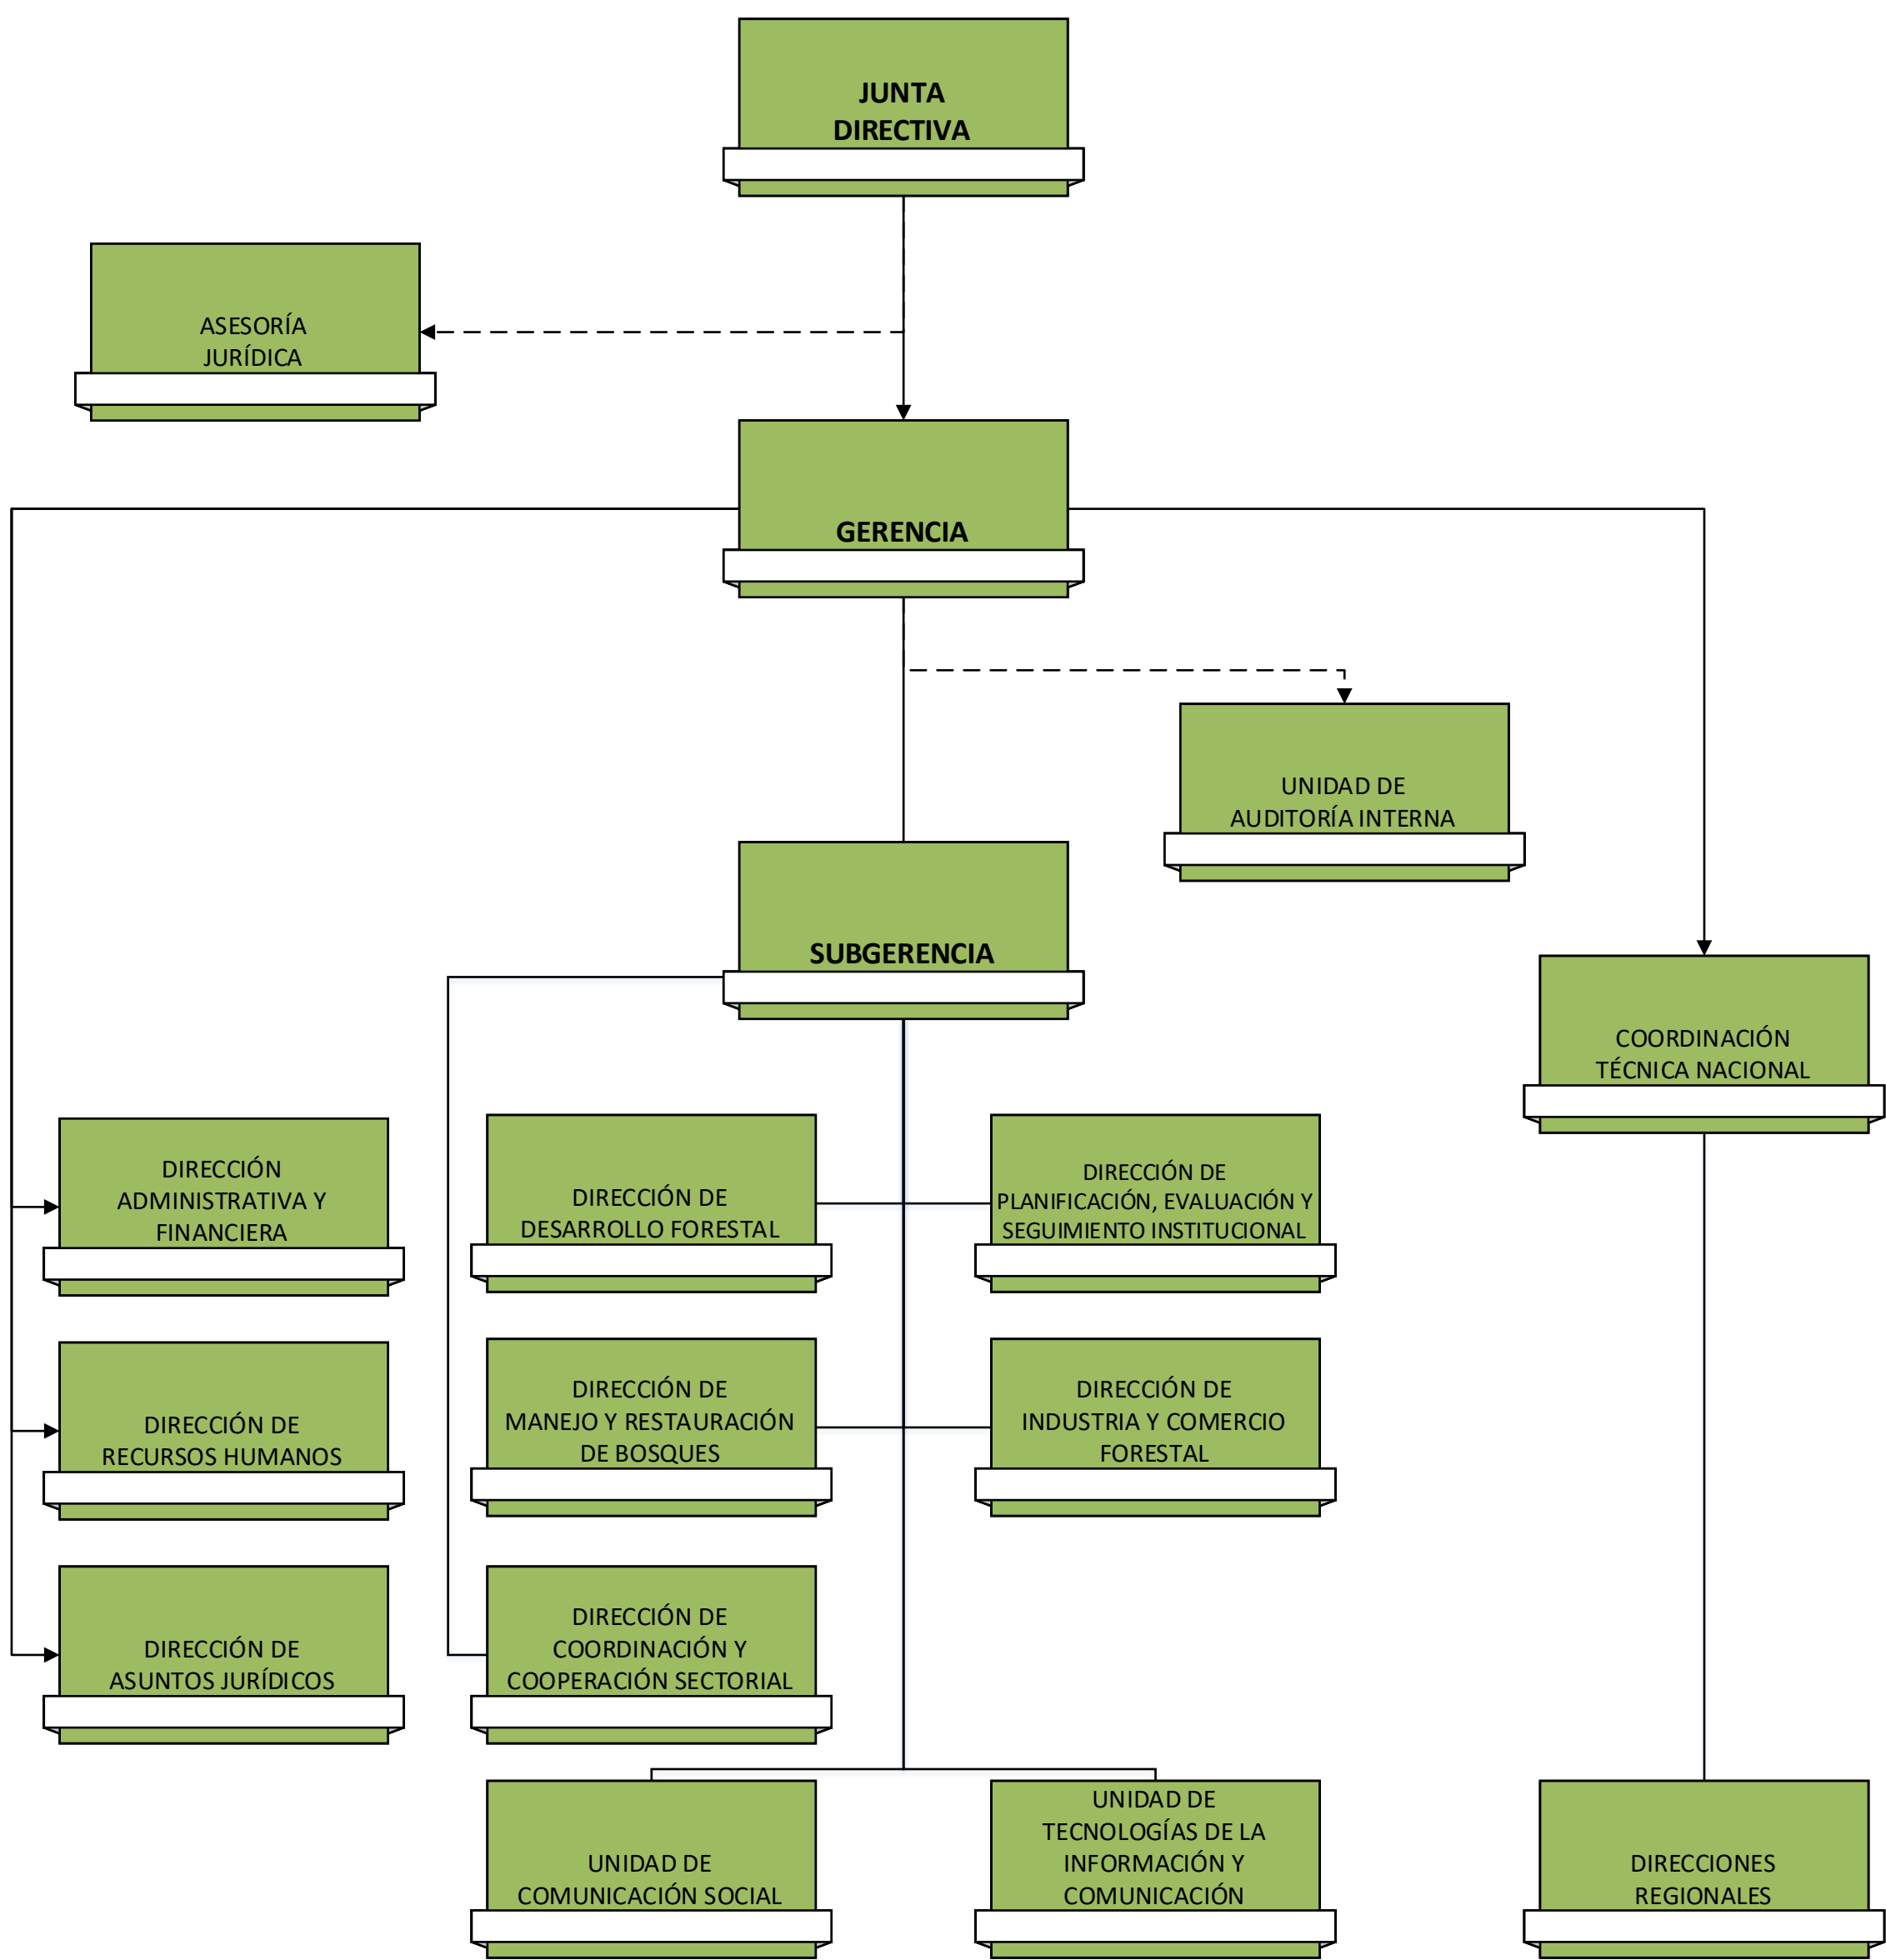 JUNTA
DIRECTIVA
ASESORÍA
JURÍDICA
GERENCIA
UNIDAD DE
AUDITORÍA INTERNA
SUBGERENCIA
COORDINACIÓN
TÉCNICA NACIONAL
DIRECCIÓN
ADMINISTRATIVA Y
FINANCIERA
DIRECCIÓN DE
DESARROLLO FORESTAL
DIRECCIÓN DE
PLANIFICACIÓN, EVALUACIÓN Y
SEGUIMIENTO INSTITUCIONAL
DIRECCIÓN DE
RECURSOS HUMANOS
DIRECCIÓN DE
MANEJO Y RESTAURACIÓN
DE BOSQUES
DIRECCIÓN DE
INDUSTRIA Y COMERCIO
FORESTAL
DIRECCIÓN DE
ASUNTOS JURÍDICOS
DIRECCIÓN DE
COORDINACIÓN Y
COOPERACIÓN SECTORIAL
UNIDAD DE
COMUNICACIÓN SOCIAL
UNIDAD DE
TECNOLOGÍAS DE LA
INFORMACIÓN Y
COMUNICACIÓN
DIRECCIONES
REGIONALES